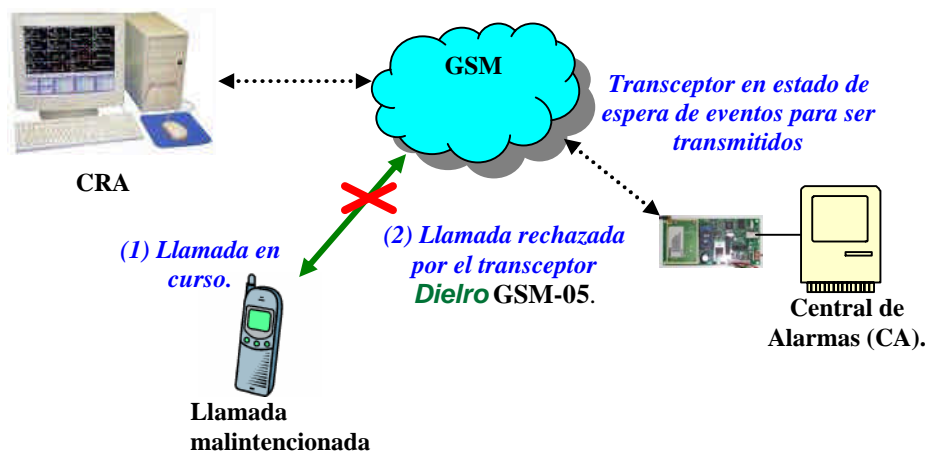 GSM
Transceptor en estado de
espera de eventos para ser
transmitidos
CRA
(1) Llamada en
curso.
(2) Llamada rechazada
por el transceptor
Dielro GSM-05.
Central de
Alarmas (CA).
Llamada
malintencionada